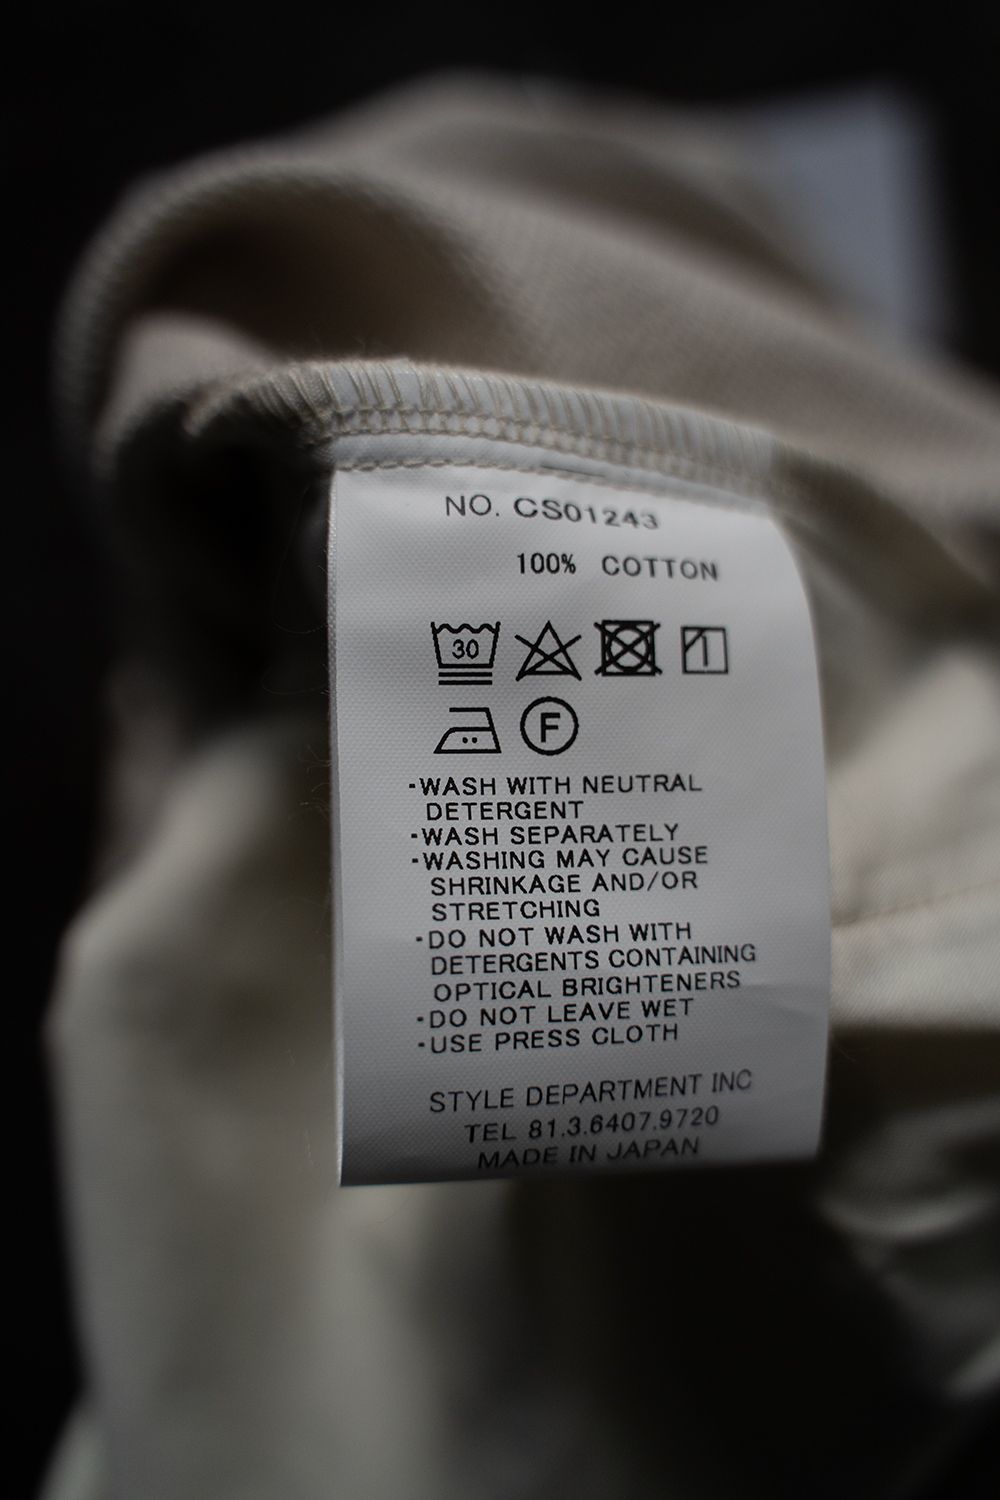 NO. CS01243
100% COTTON
30
F
-WASH WITH NEUTRAL
DETERGENT
-WASH SEPARATELY
-WASHING MAY CAUSE
SHRINKAGE AND/OR
STRETCHING
-DO NOT WASH WITH
DETERGENTS CONTAINING
OPTICAL BRIGHTENERS
-DO NOT LEAVE WET
-USE PRESS CLOTH
STYLE DEPARTMENT INC
TEL 81.3.6407.9720
MADE IN JAPAN